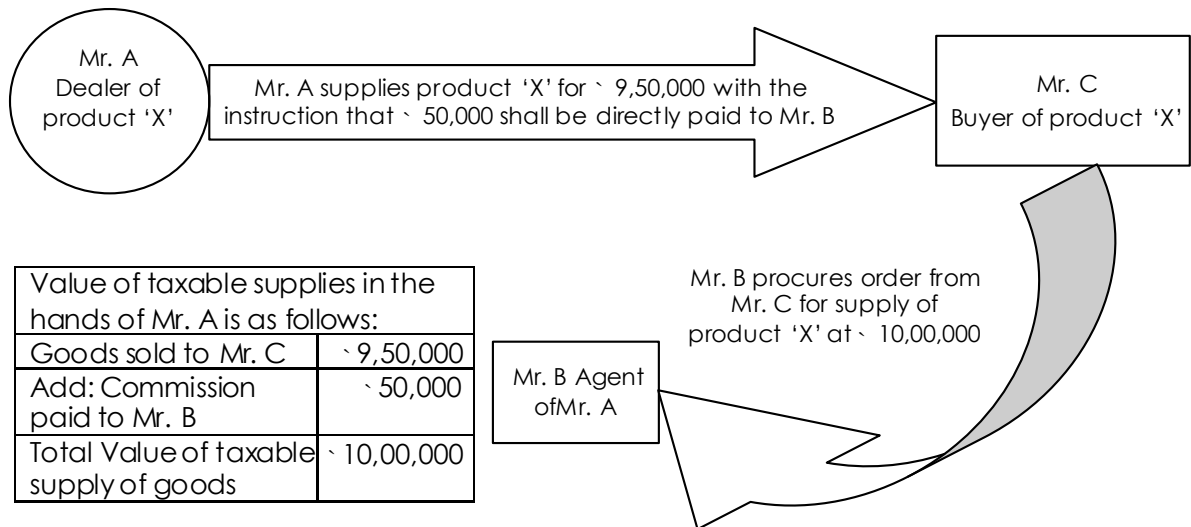 Mr. A
Dealer of
product ‘X’
Mr. A supplies product ‘X’ for ` 9,50,000 with the
instruction that ` 50,000 shall be directly paid to Mr. B
Mr. C
Buyer of product ‘X’
Mr. B procures order from
Mr. C for supply of
product ‘X’ at ` 10,00,000
Mr. B Agent
ofMr. A
Value of taxable supplies in the
hands of Mr. A is as follows:
Goods sold to Mr. C ` 9,50,000
Add: Commission ` 50,000
paid to Mr. B
Total Value of taxable ` 10,00,000
supply of goods